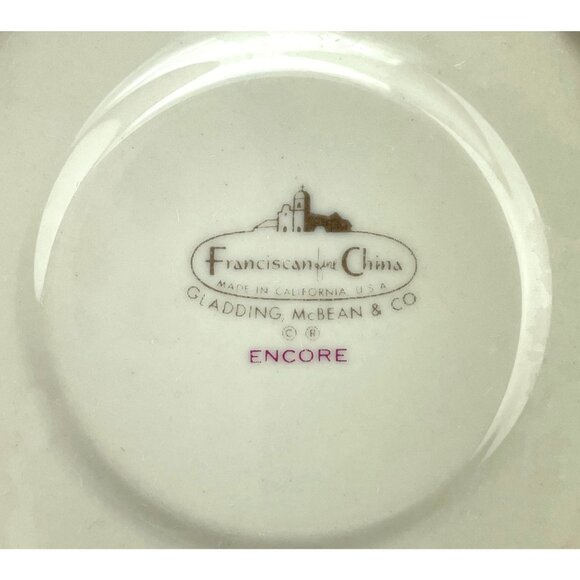 Franciscan fine China
MADE IN CALIFORNIA U.S.A.
GLADDING, McBEAN & CO
© ®
ENCORE